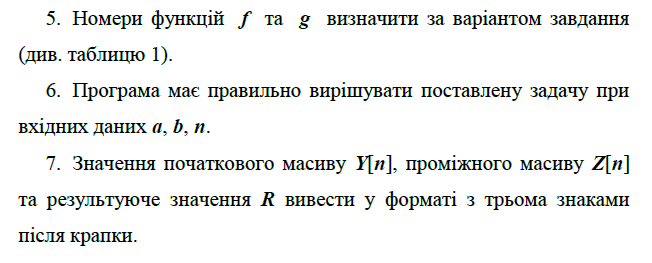 5. Номери функцій f та g визначити за варіантом завдання
(див. таблицю 1).
6. Програма має правильно вирішувати поставлену задачу при
вхідних даних a, b, n.
7. Значення початкового масиву Y[n], проміжного масиву Z[n]
та результуюче значення R вивести у форматі з трьома знаками
після крапки.